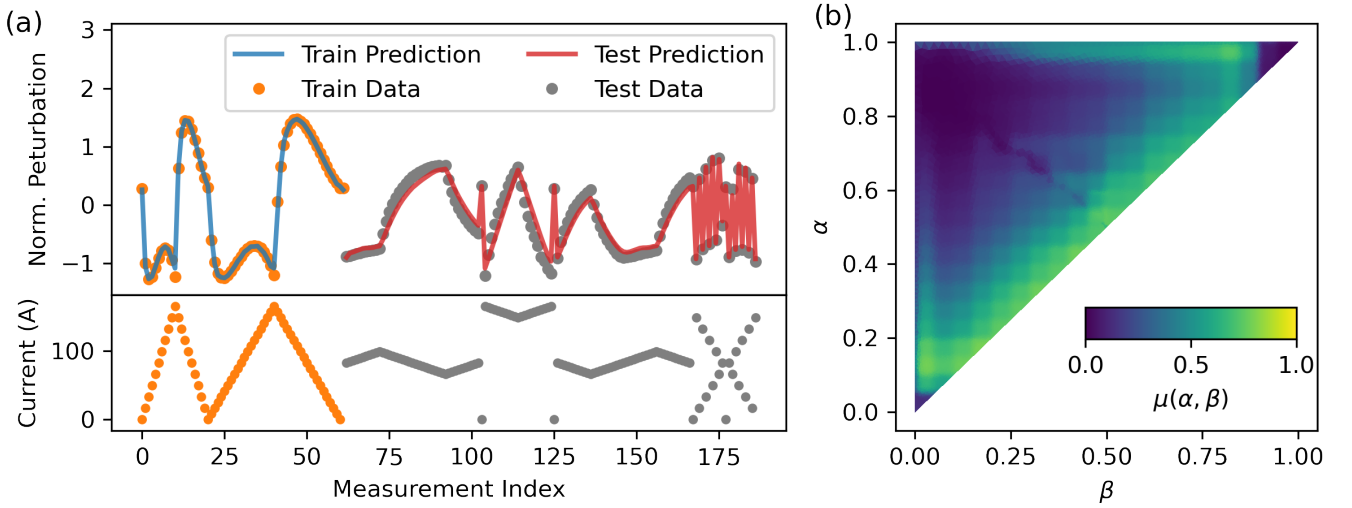 (a)
3
2
1
0
−1
Norm. Peturbation
Train Prediction
Train Data
Test Prediction
Test Data
100
0
Current (A)
0 25 50 75 100 125 150 175
Measurement Index
(b)
1.0
0.8
0.6
0.4
0.2
0.0
α
0.0 0.5 1.0
μ(α, β)
0.00 0.25 0.50 0.75 1.00
β